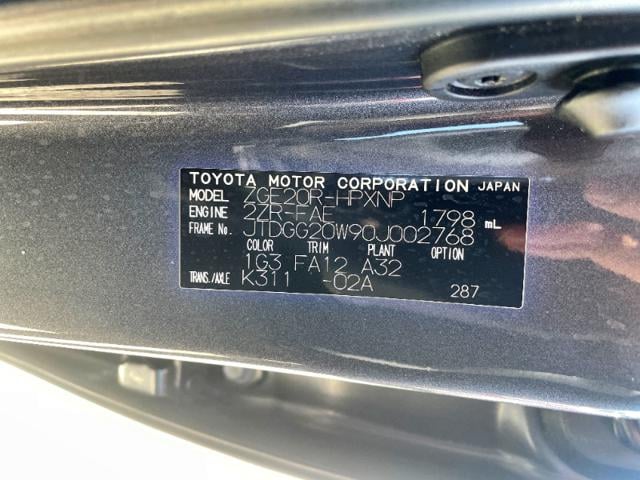 TOYOTA MOTOR CORPORATION JAPAN
MODEL ZGE20R-HPXNP
ENGINE 2ZR-FAE 1798 mL
FRAME No. JTDGG20W90J002768
COLOR TRIM PLANT OPTION
1G3 FA12 A32
TRANS./AXLE K311 -02A 287